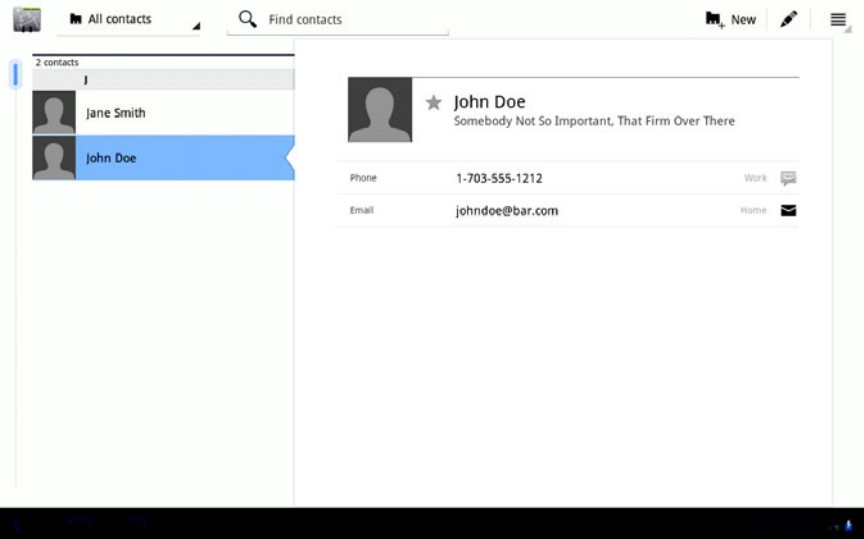 All contacts
Find contacts
New
2 contacts
J
Jane Smith
John Doe
John Doe
Somebody Not So Important, That Firm Over There
Phone 1-703-555-1212 Work
Email johndoe@bar.com Home